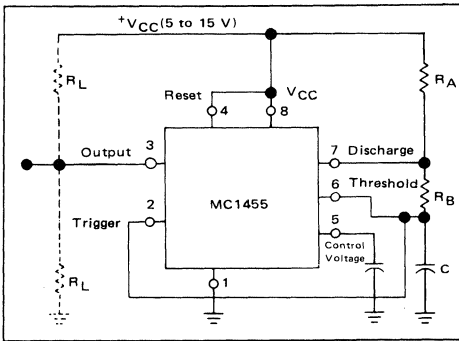 +VCC (5 to 15 V)
RL
RA
Reset
VCC
4
8
Output
3
7
Discharge
6
Threshold
RB
2
MC1455
Trigger
5
Control
Voltage
C
RL
1